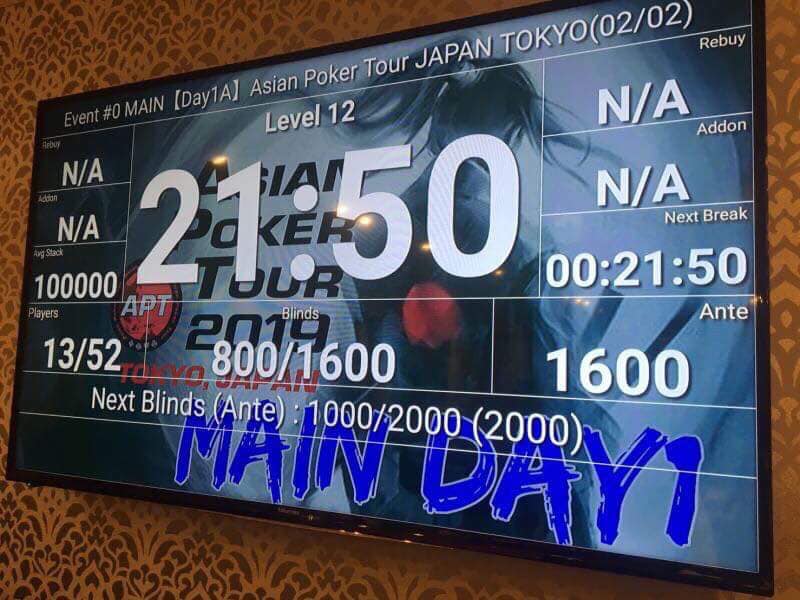 Event #0 MAIN【Day1A】Asian Poker Tour JAPAN TOKYO(02/02)
Level 12
21:50
Rebuy
N/A
Addon
N/A
Avg Stack
100000
Players
13/52
Rebuy
N/A
Addon
N/A
Next Break
00:21:50
Blinds
800/1600
Ante
1600
Next Blinds (Ante) : 1000/2000 (2000)
ASIAN
POKER
TOUR
2019
TOKYO, JAPAN
APT
MAIN DAY1